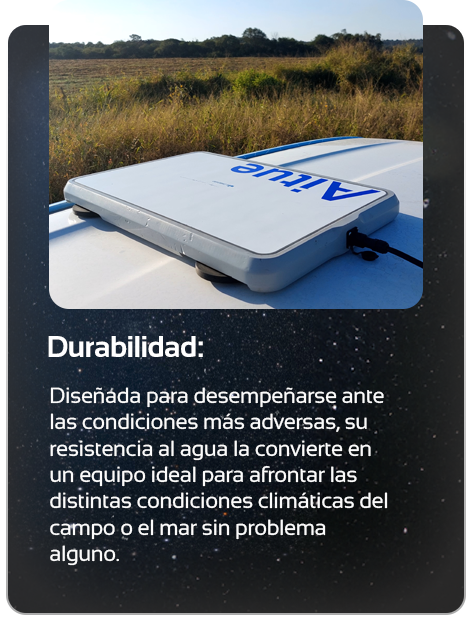 Aitue
Durabilidad:
Diseñada para desempeñarse ante
las condiciones más adversas, su
resistencia al agua la convierte en
un equipo ideal para afrontar las
distintas condiciones climáticas del
campo o el mar sin problema
alguno.